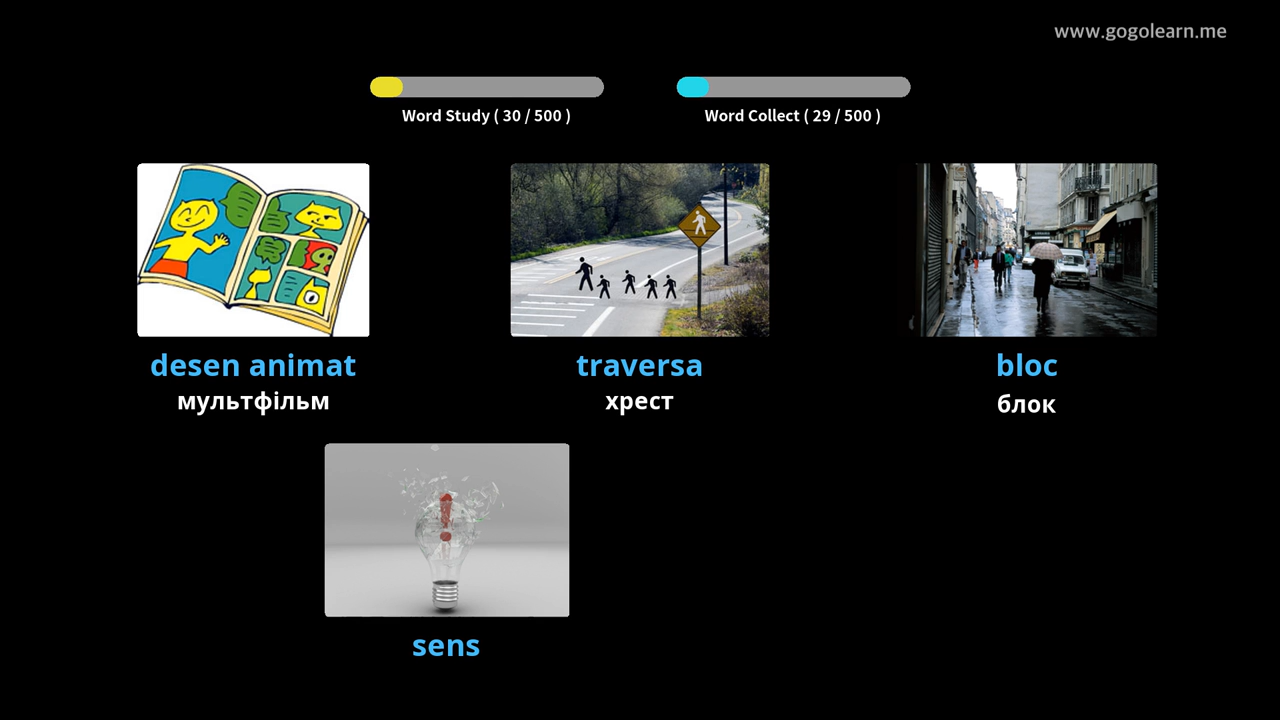 www.gogolearn.me
Word Study ( 30 / 500 )
Word Collect ( 29 / 500 )
desen animat
traversa
bloc
мультфільм
хрест
блок
sens